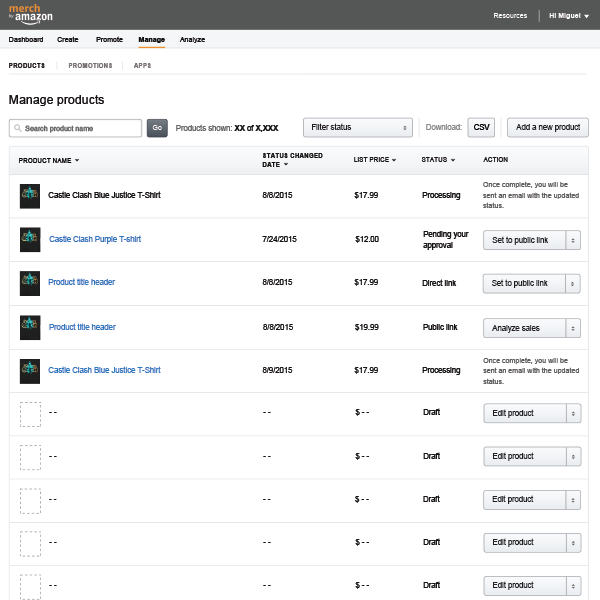 merch
by amazon
Resources
Hi Miguel
Dashboard Create Promote Manage Analyze
PRODUCTS PROMOTIONS APPS
Manage products
Search product name Go Products shown: XX of X,XXX Filter status Download: CSV Add a new product
PRODUCT NAME STATUS CHANGED DATE LIST PRICE STATUS ACTION
Castle Clash Blue Justice T-Shirt 8/8/2015 $17.99 Processing Once complete, you will be sent an email with the updated status.
Castle Clash Purple T-shirt 7/24/2015 $12.00 Pending your approval Set to public link
Product title header 8/8/2015 $17.99 Direct link Set to public link
Product title header 8/8/2015 $19.99 Public link Analyze sales
Castle Clash Blue Justice T-Shirt 8/9/2015 $17.99 Processing Once complete, you will be sent an email with the updated status.
- - - - $ - - Draft Edit product
- - - - $ - - Draft Edit product
- - - - $ - - Draft Edit product
- - - - $ - - Draft Edit product
- - - - $ - - Draft Edit product